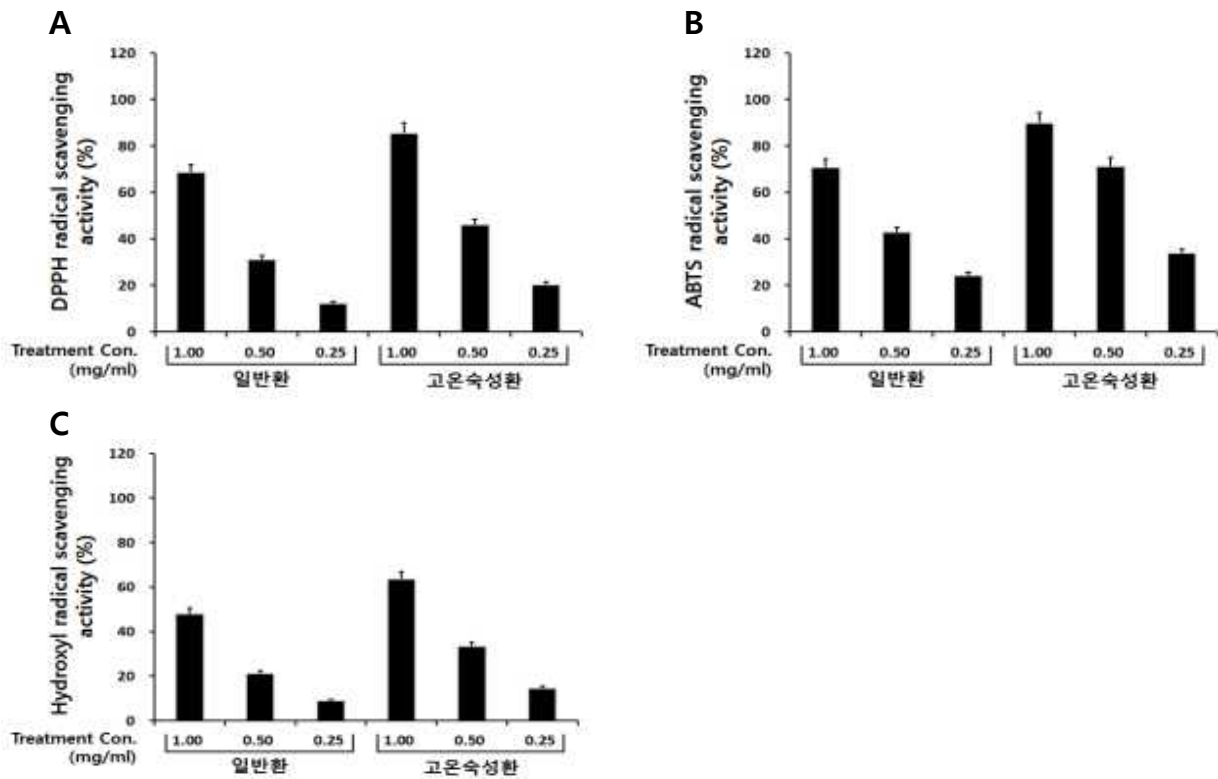 A
DPPH radical scavenging
activity (%)
120
100
80
60
40
20
0
Treatment Con.
(mg/ml)
1.00 0.50 0.25 1.00 0.50 0.25
일반환 고온숙성환
B
ABTS radical scavenging
activity (%)
120
100
80
60
40
20
0
Treatment Con.
(mg/ml)
1.00 0.50 0.25 1.00 0.50 0.25
일반환 고온숙성환
C
Hydroxyl radical scavenging
activity (%)
120
100
80
60
40
20
0
Treatment Con.
(mg/ml)
1.00 0.50 0.25 1.00 0.50 0.25
일반환 고온숙성환